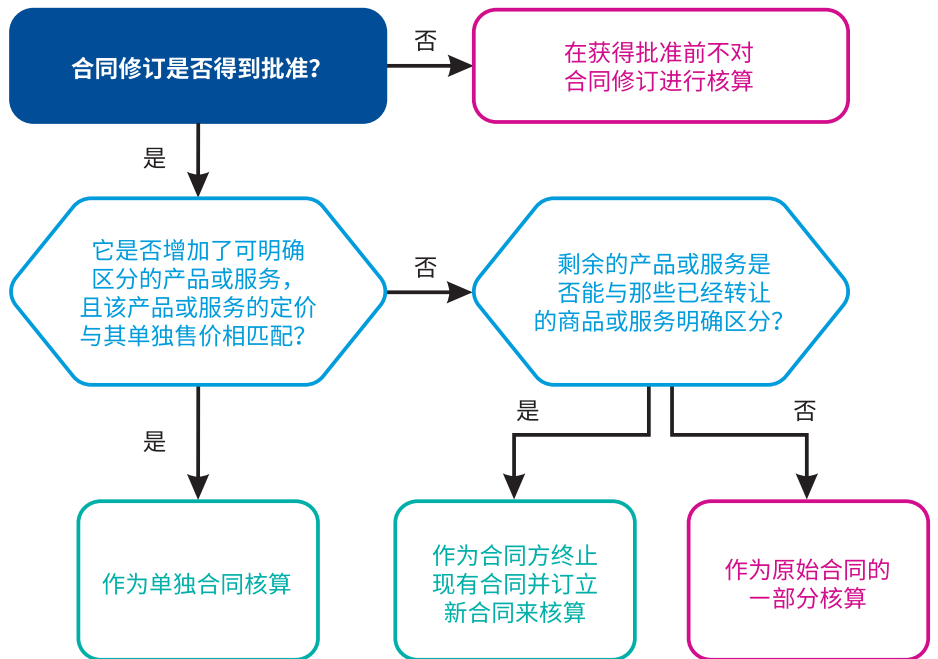 合同修订是否得到批准?
否
在获得批准前不对
合同修订进行核算
是
它是否增加了可明确
区分的产品或服务，
且该产品或服务的定价
与其单独售价相匹配?
否
剩余的产品或服务是
否能与那些已经转让
的商品或服务明确区分?
是
是
否
作为单独合同核算
作为合同方终止
现有合同并订立
新合同来核算
作为原始合同的
一部分核算